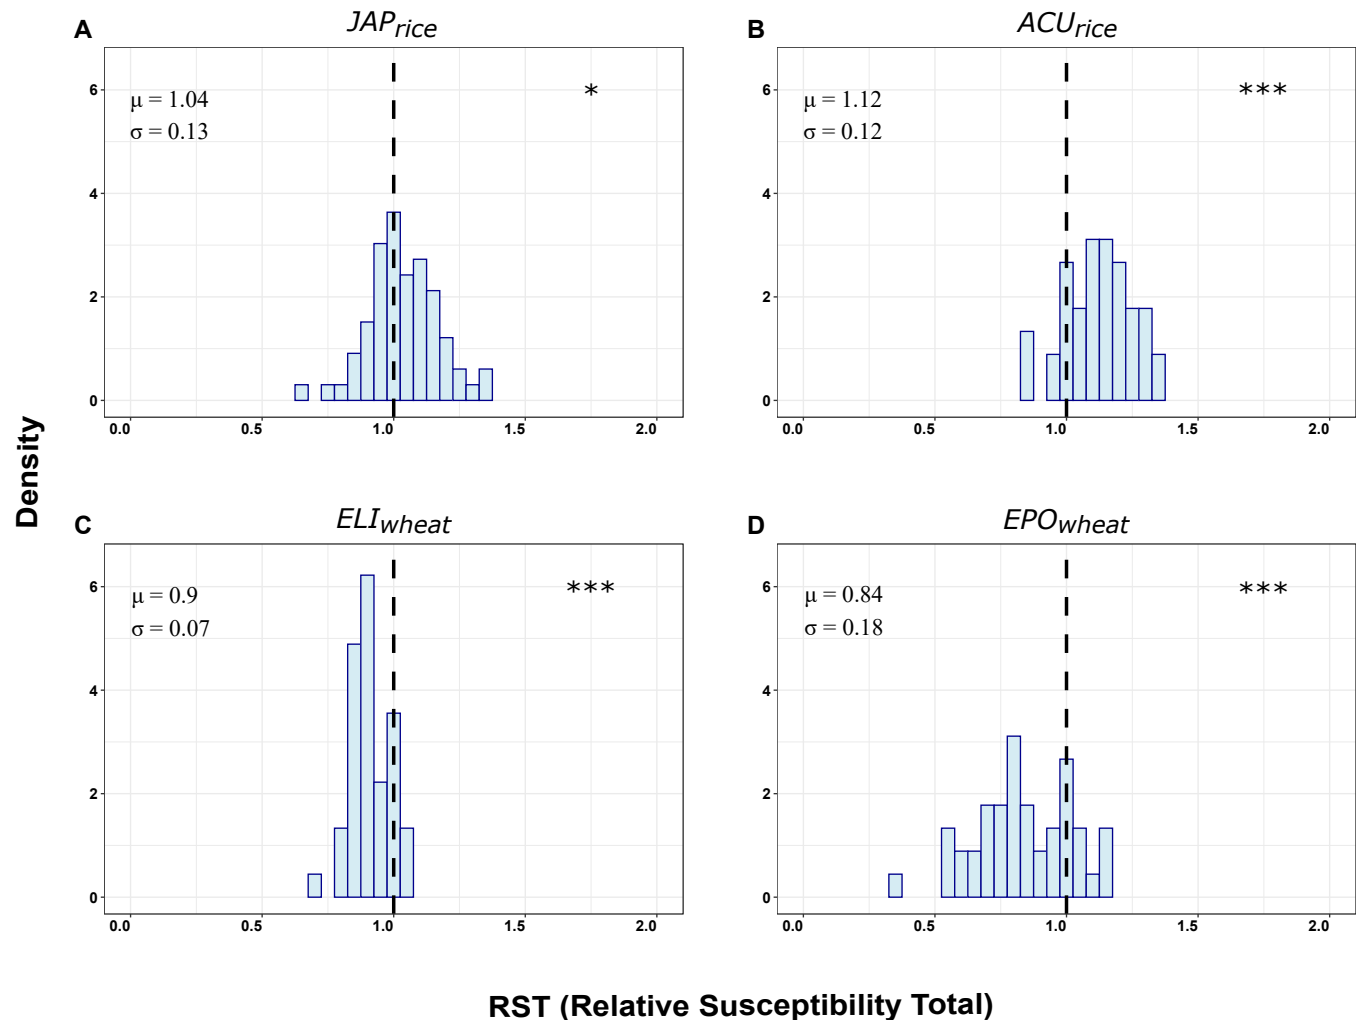 A
JAPrice
μ = 1.04
σ = 0.13
*
6
4
2
0
0.0 0.5 1.0 1.5 2.0
B
ACUrice
μ = 1.12
σ = 0.12
***
6
4
2
0
0.0 0.5 1.0 1.5 2.0
Density
C
ELIwheat
μ = 0.9
σ = 0.07
***
6
4
2
0
0.0 0.5 1.0 1.5 2.0
D
EPOwheat
μ = 0.84
σ = 0.18
***
6
4
2
0
0.0 0.5 1.0 1.5 2.0
RST (Relative Susceptibility Total)